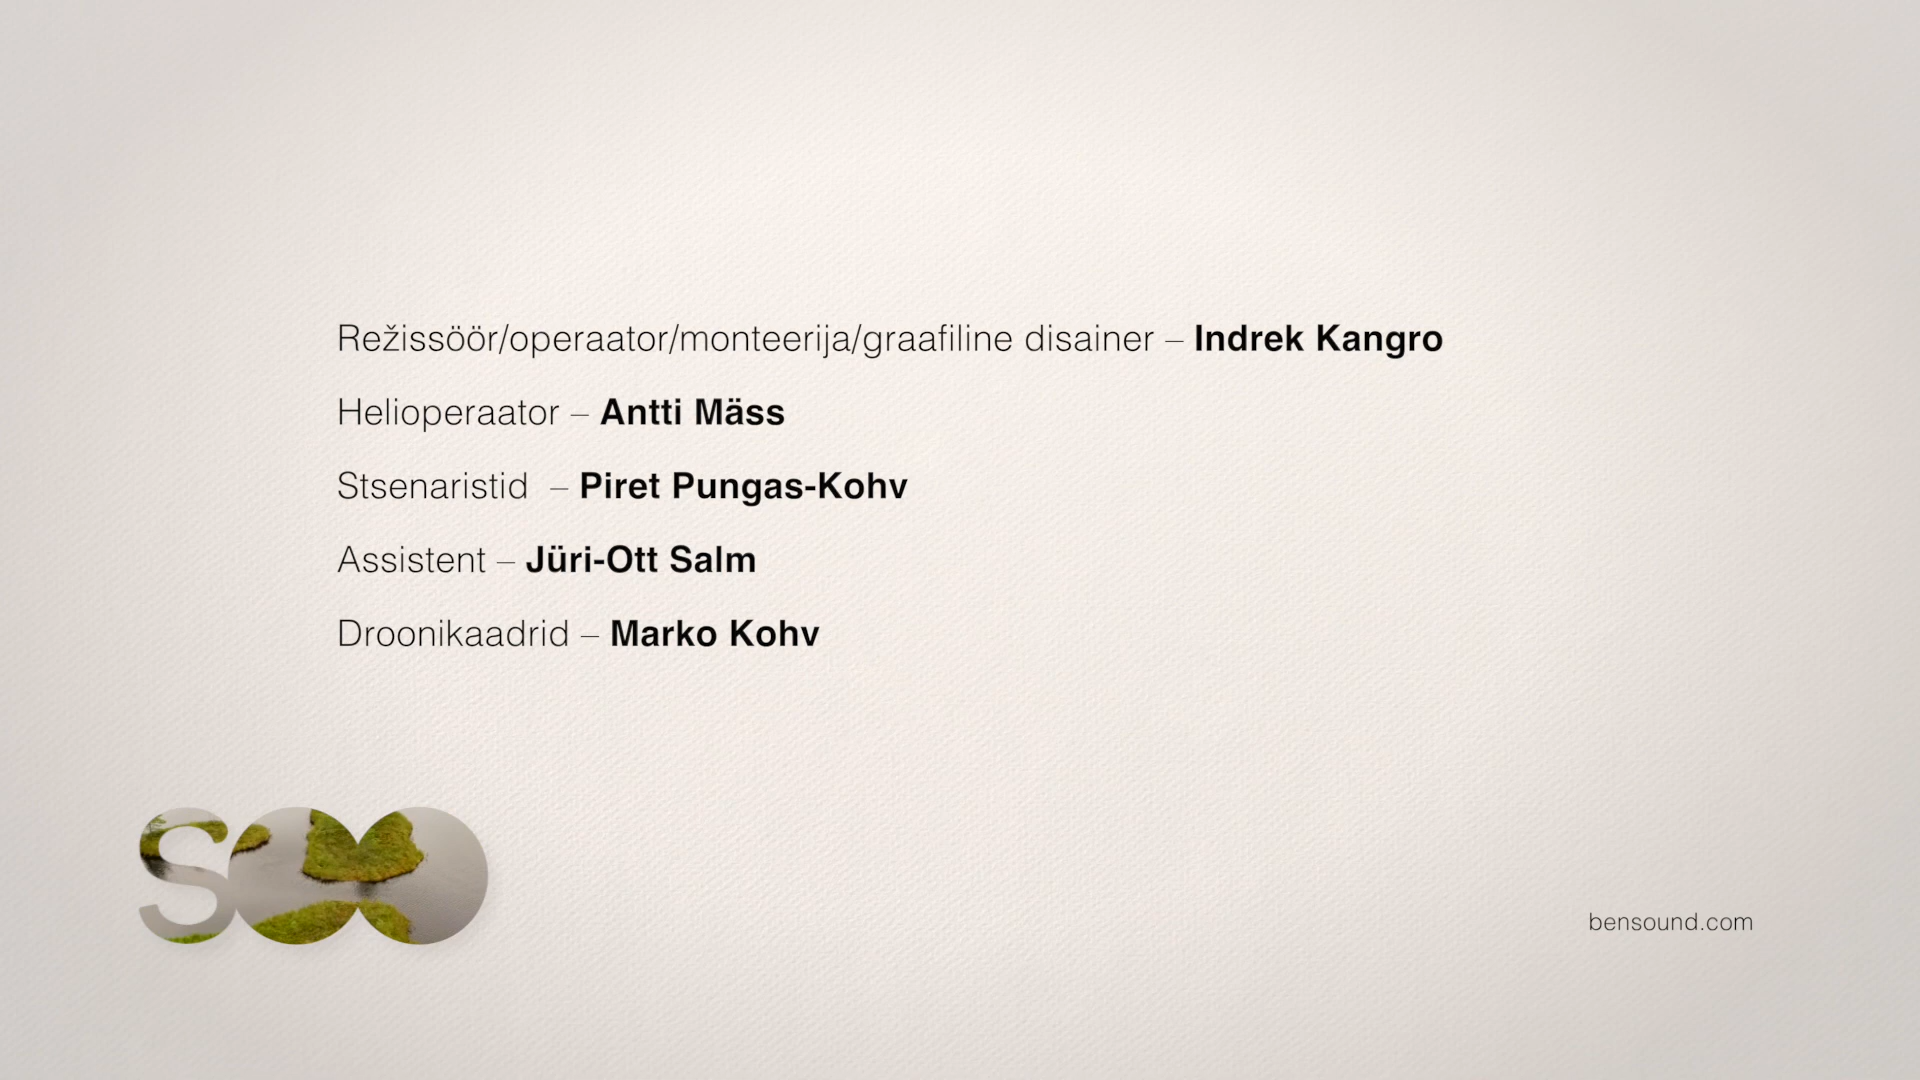 Režissöör/operaator/monteerija/graafiline disainer – Indrek Kangro
Helioperaator – Antti Mäss
Stsenaristid – Piret Pungas-Kohv
Assistent – Jüri-Ott Salm
Droonikaadrid – Marko Kohv
SOO
bensound.com